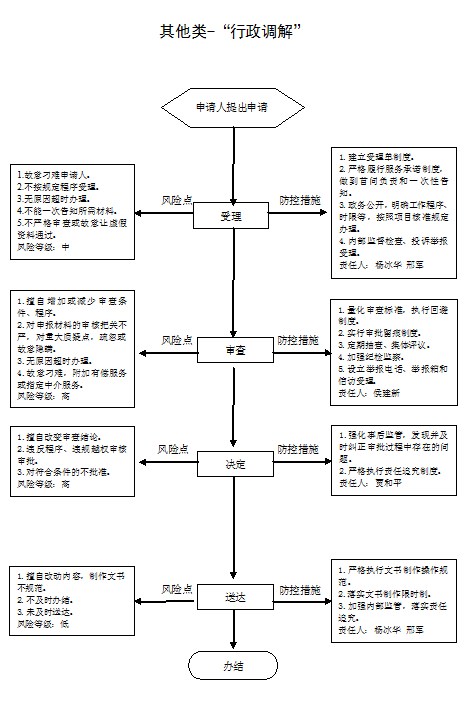 其他类-“行政调解”
申请人提出申请
1.故意刁难申请人。
2.不按规定程序受理。
3.无原因超时办理。
4.不能一次告知所需材料。
5.不严格审查或故意让虚假
资料通过。
风险等级：中
风险点
受理
防控措施
1. 建立受理单制度。
2. 严格履行服务承诺制度，
做到首问负责和一次性告
知。
3. 政务公开，明确工作程序、
时限等，按照项目核准规定
办理。
4. 内部监督检查、投诉举报
受理。
责任人：杨冰华 邢军
1. 擅自增加或减少审查条
件、程序。
2. 对申报材料的审核把关不
严，对重大质疑点，疏忽或
故意隐瞒。
3. 无原因超时办理。
4. 故意刁难，附加有偿服务
或指定中介服务。
风险等级：高
风险点
审查
防控措施
1. 量化审查标准，执行回避
制度。
2. 实行审批留痕制度。
3. 定期抽查、集体评议。
4. 加强纪检监察。
5. 设立举报电话、举报箱和
信访受理。
责任人：侯建新
1. 擅自改变审查结论。
2. 违反程序、违规越权审核
审批。
3. 对符合条件的不批准。
风险等级：高
风险点
决定
防控措施
1. 强化事后监管，发现并及
时纠正审批过程中存在的问
题。
2. 严格执行责任追究制度。
责任人：贾和平
1. 擅自改动内容，制作文书
不规范。
2. 不及时办结。
3. 未及时送达。
风险等级：低
风险点
送达
防控措施
1. 严格执行文书制作操作规
范。
2. 落实文书制作限时制。
3. 加强内部监管，落实责任
追究。
责任人：杨冰华 邢军
办结